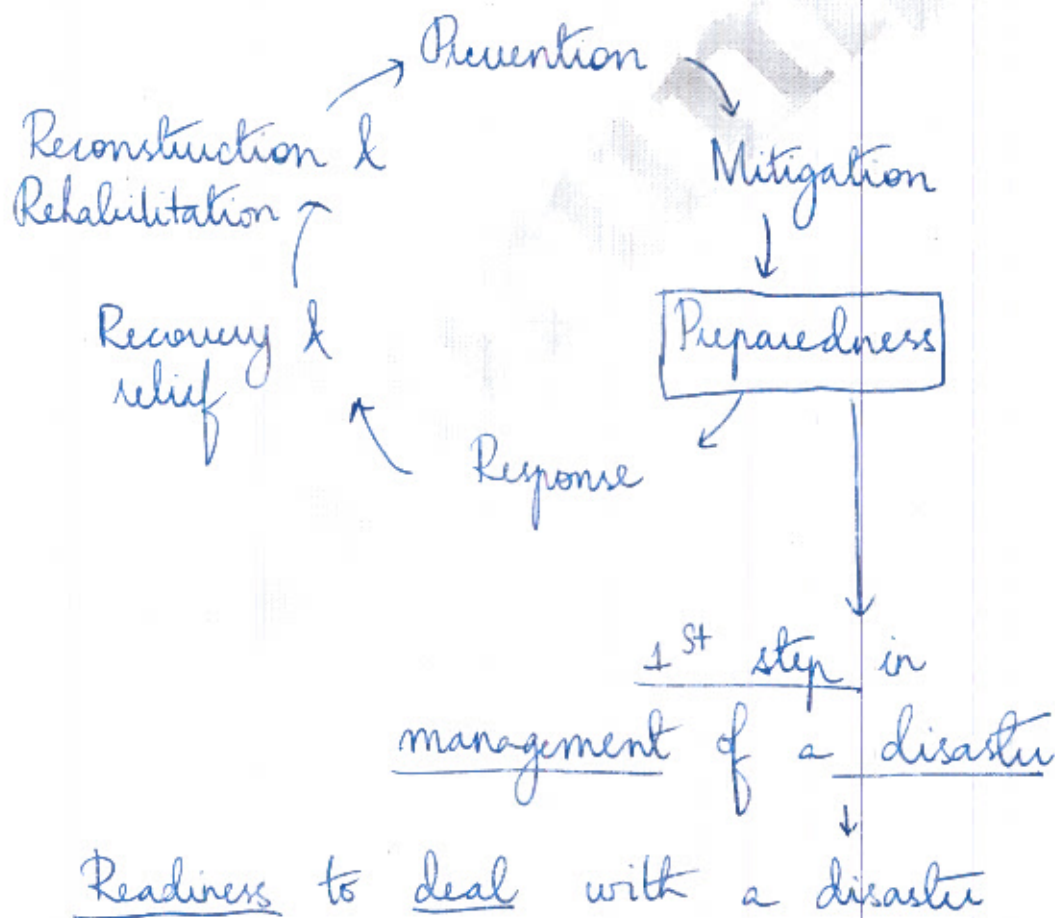 Prevention
Reconstruction &
Rehabilitation
Mitigation
Recovery &
relief
Preparedness
Response
1st step in
management of a disaster
Readiness to deal with a disaster